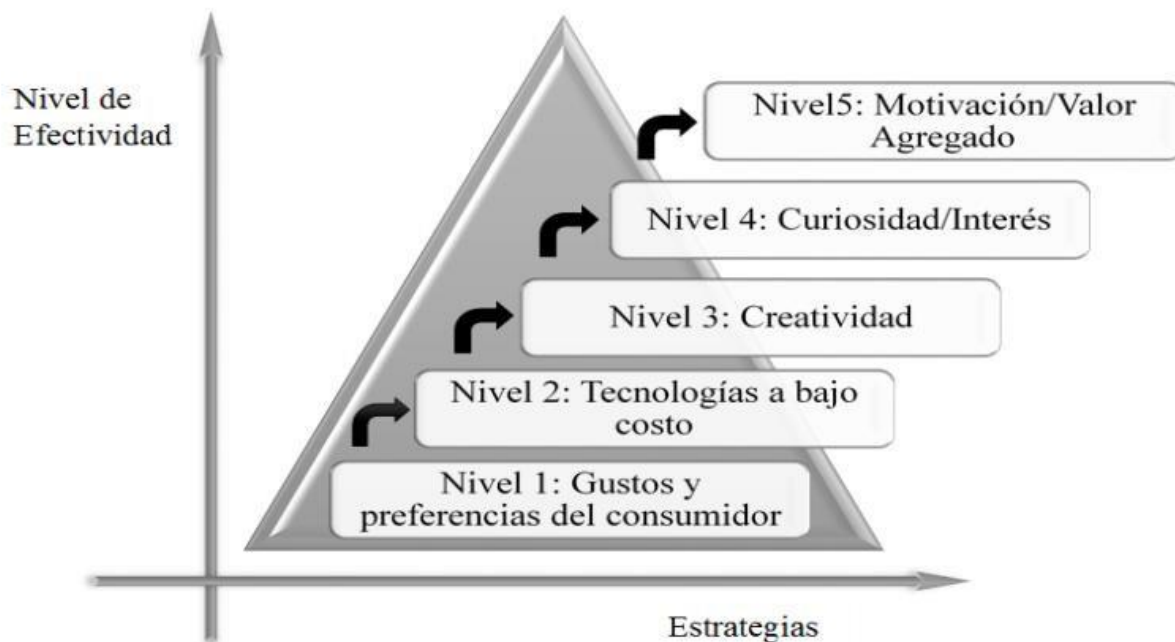 Nivel de
Efectividad
Nivel5: Motivación/Valor
Agregado
Nivel 4: Curiosidad/Interés
Nivel 3: Creatividad
Nivel 2: Tecnologías a bajo
costo
Nivel 1: Gustos y
preferencias del consumidor
Estrategias